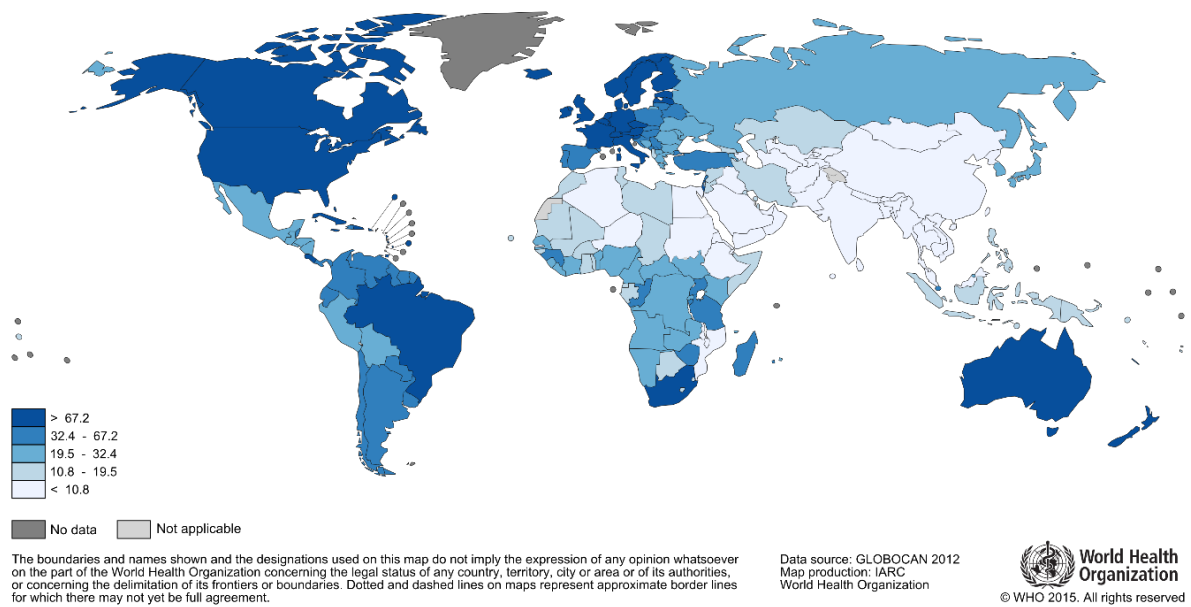 > 67.2
32.4 - 67.2
19.5 - 32.4
10.8 - 19.5
< 10.8
No data
Not applicable
The boundaries and names shown and the designations used on this map do not imply the expression of any opinion whatsoever
on the part of the World Health Organization concerning the legal status of any country, territory, city or area or of its authorities,
or concerning the delimitation of its frontiers or boundaries. Dotted and dashed lines on maps represent approximate border lines
for which there may not yet be full agreement.
Data source: GLOBOCAN 2012
Map production: IARC
World Health Organization
World Health
Organization
© WHO 2015. All rights reserved